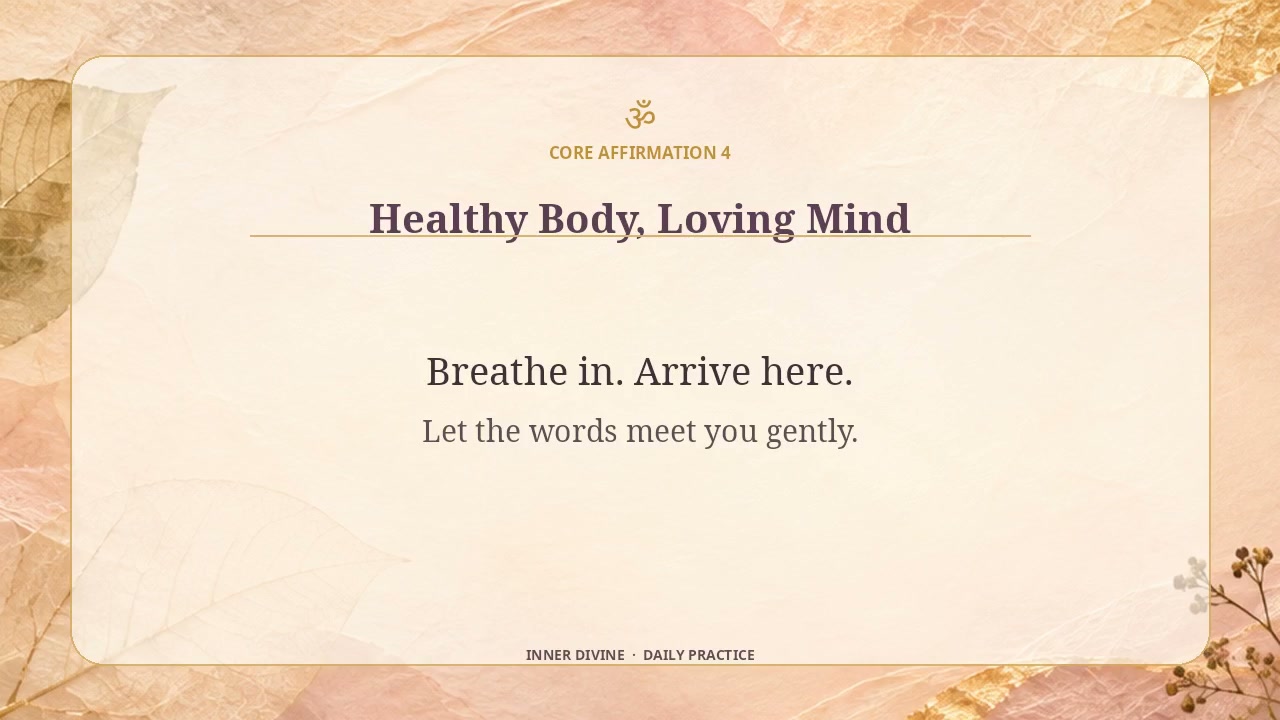 ॐ
CORE AFFIRMATION 4
Healthy Body, Loving Mind
Breathe in. Arrive here.
Let the words meet you gently.
INNER DIVINE · DAILY PRACTICE